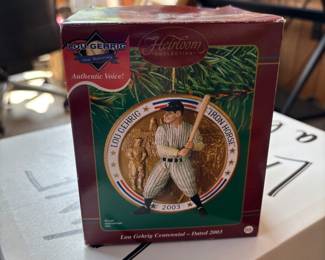 LOU GEHRIG
Authentic Voice!
Heirloom
COLLECTION
LOU GEHRIG
IRON HORSE
2003
Lou Gehrig Centennial – Dated 2003